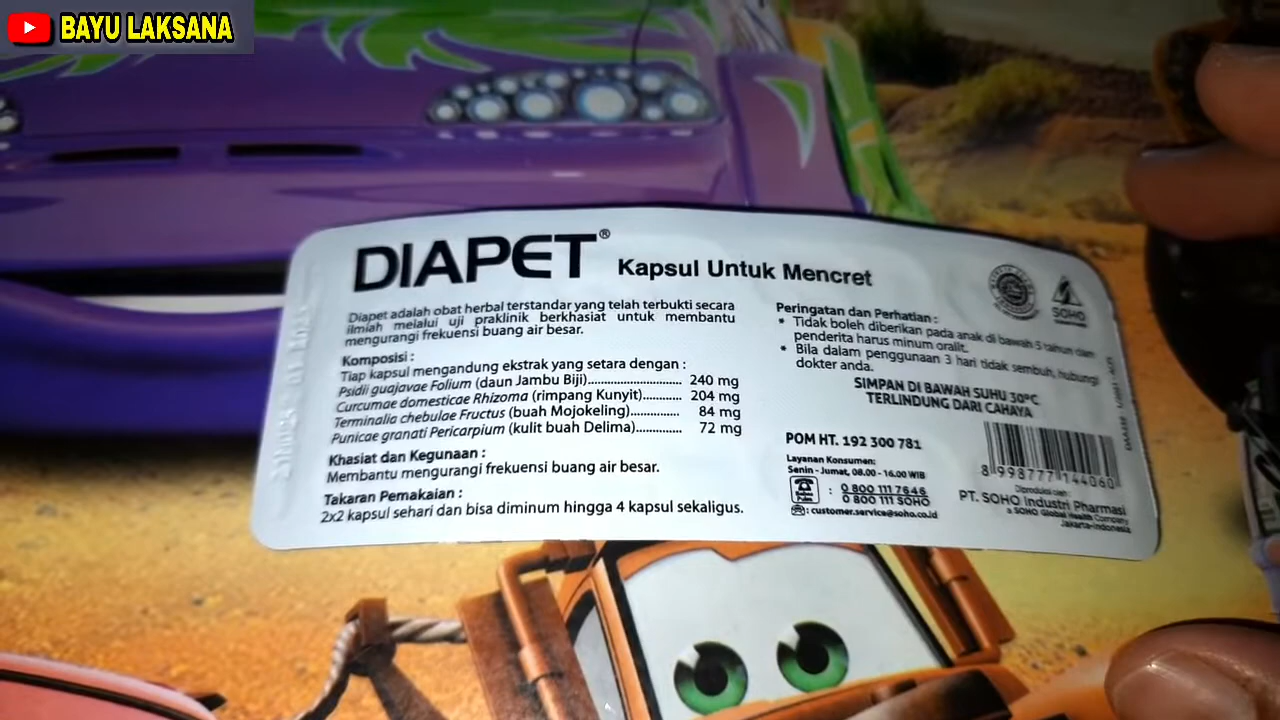 BAYU LAKSANA
DIAPET®
Kapsul Untuk Mencret
Diapet adalah obat herbal terstandar yang telah terbukti secara
ilmiah melalui uji praklinik berkhasiat untuk membantu
mengurangi frekuensi buang air besar.
Komposisi :
Tiap kapsul mengandung ekstrak yang setara dengan :
Psidii guajavae Folium (daun Jambu Biji).............................. 240 mg
Curcumae domesticae Rhizoma (rimpang Kunyit)............ 204 mg
Terminalia chebulae Fructus (buah Mojokeling)............... 84 mg
Punicae granati Pericarpium (kulit buah Delima).............. 72 mg
Khasiat dan Kegunaan :
Membantu mengurangi frekuensi buang air besar.
Takaran Pemakaian :
2x2 kapsul sehari dan bisa diminum hingga 4 kapsul sekaligus.
Peringatan dan Perhatian :
• Tidak boleh diberikan pada anak di bawah 5 tahun dan
penderita harus minum oralit.
• Bila dalam penggunaan 3 hari tidak sembuh, hubungi
dokter anda.
SIMPAN DI BAWAH SUHU 30°C
TERLINDUNG DARI CAHAYA
POM HT. 192 300 781
Layanan Konsumen:
Senin - Jumat, 08.00 - 16.00 WIB
: 0 800 111 7646
0 800 111 SOHO
: customer.service@soho.co.id
SOHO
8 998777 144060
Diproduksi oleh:
PT. SOHO Industri Pharmasi
a SOHO Global Health Company
Jakarta-Indonesia